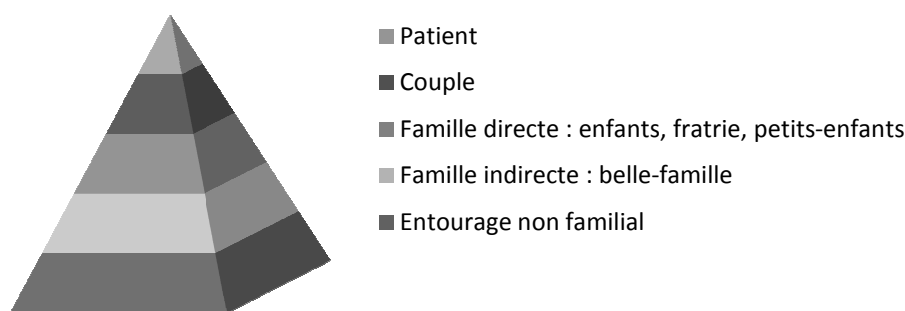 Patient
Couple
Famille directe : enfants, fratrie, petits-enfants
Famille indirecte : belle-famille
Entourage non familial